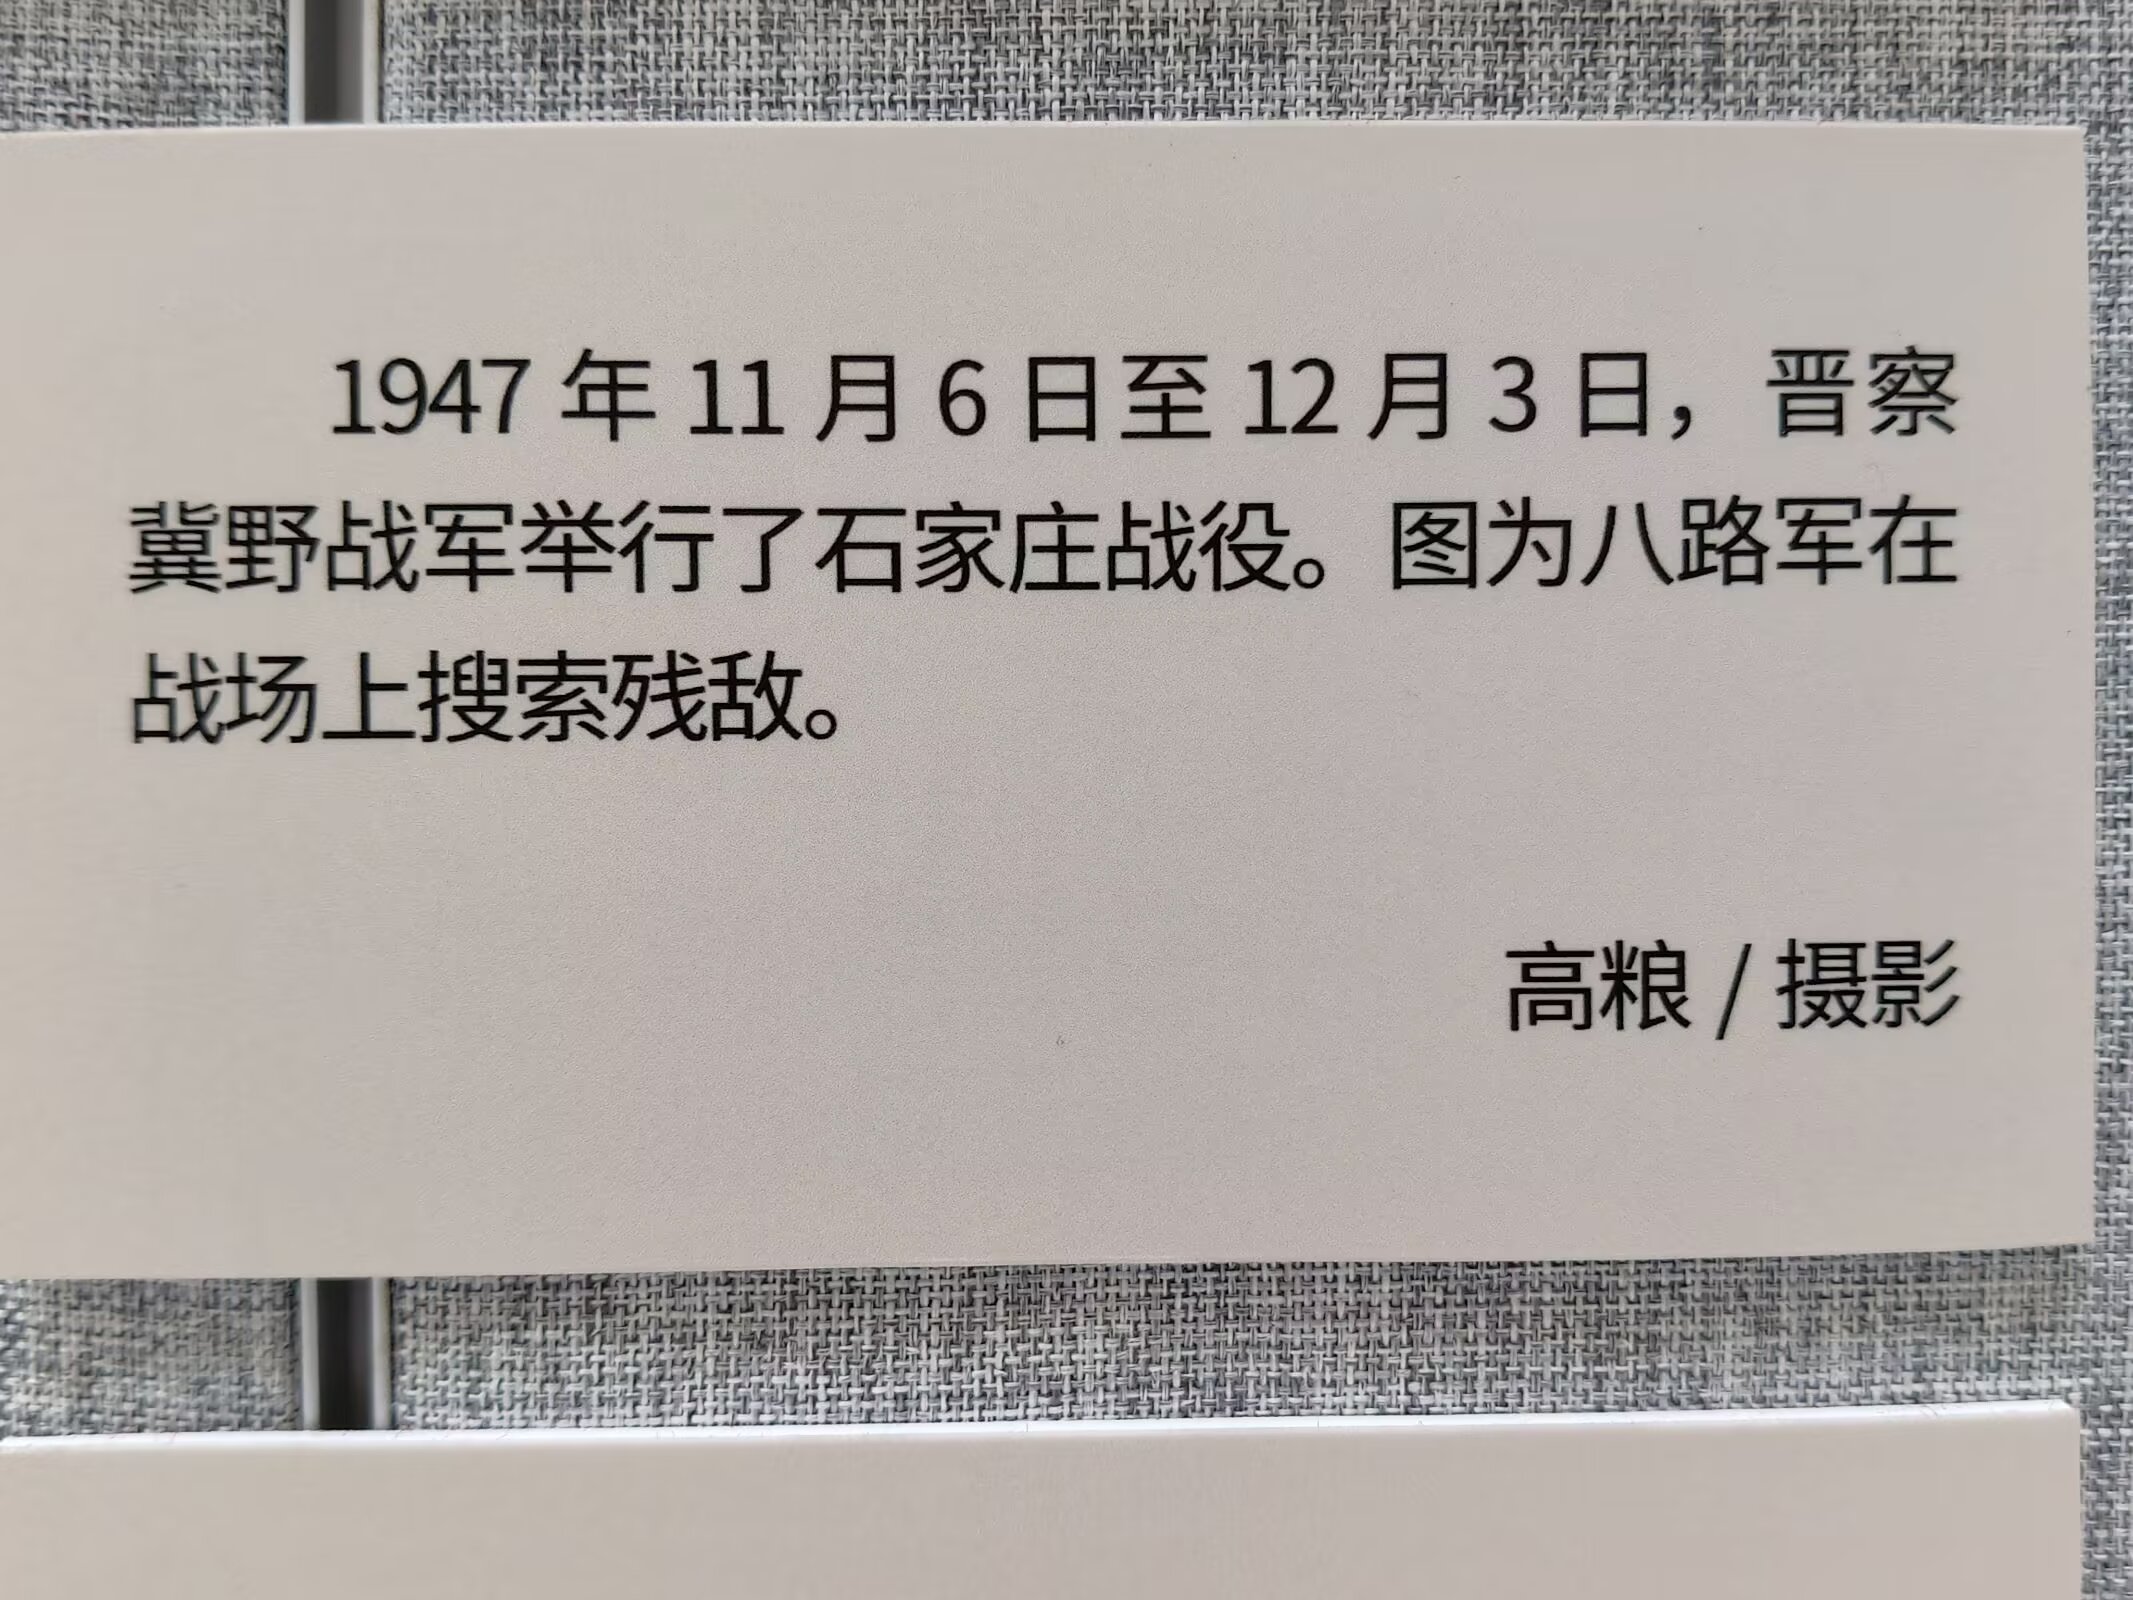 1947 年 11 月 6 日至 12 月 3 日，晋察
冀野战军举行了石家庄战役。图为八路军在
战场上搜索残敌。
高粮 / 摄影